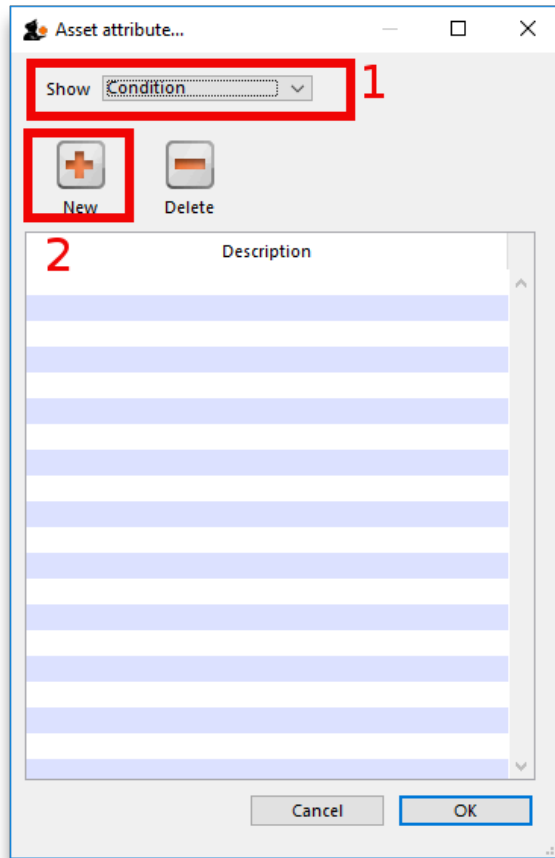 Asset attribute...
Show Condition 1
New Delete
2 Description
Cancel OK